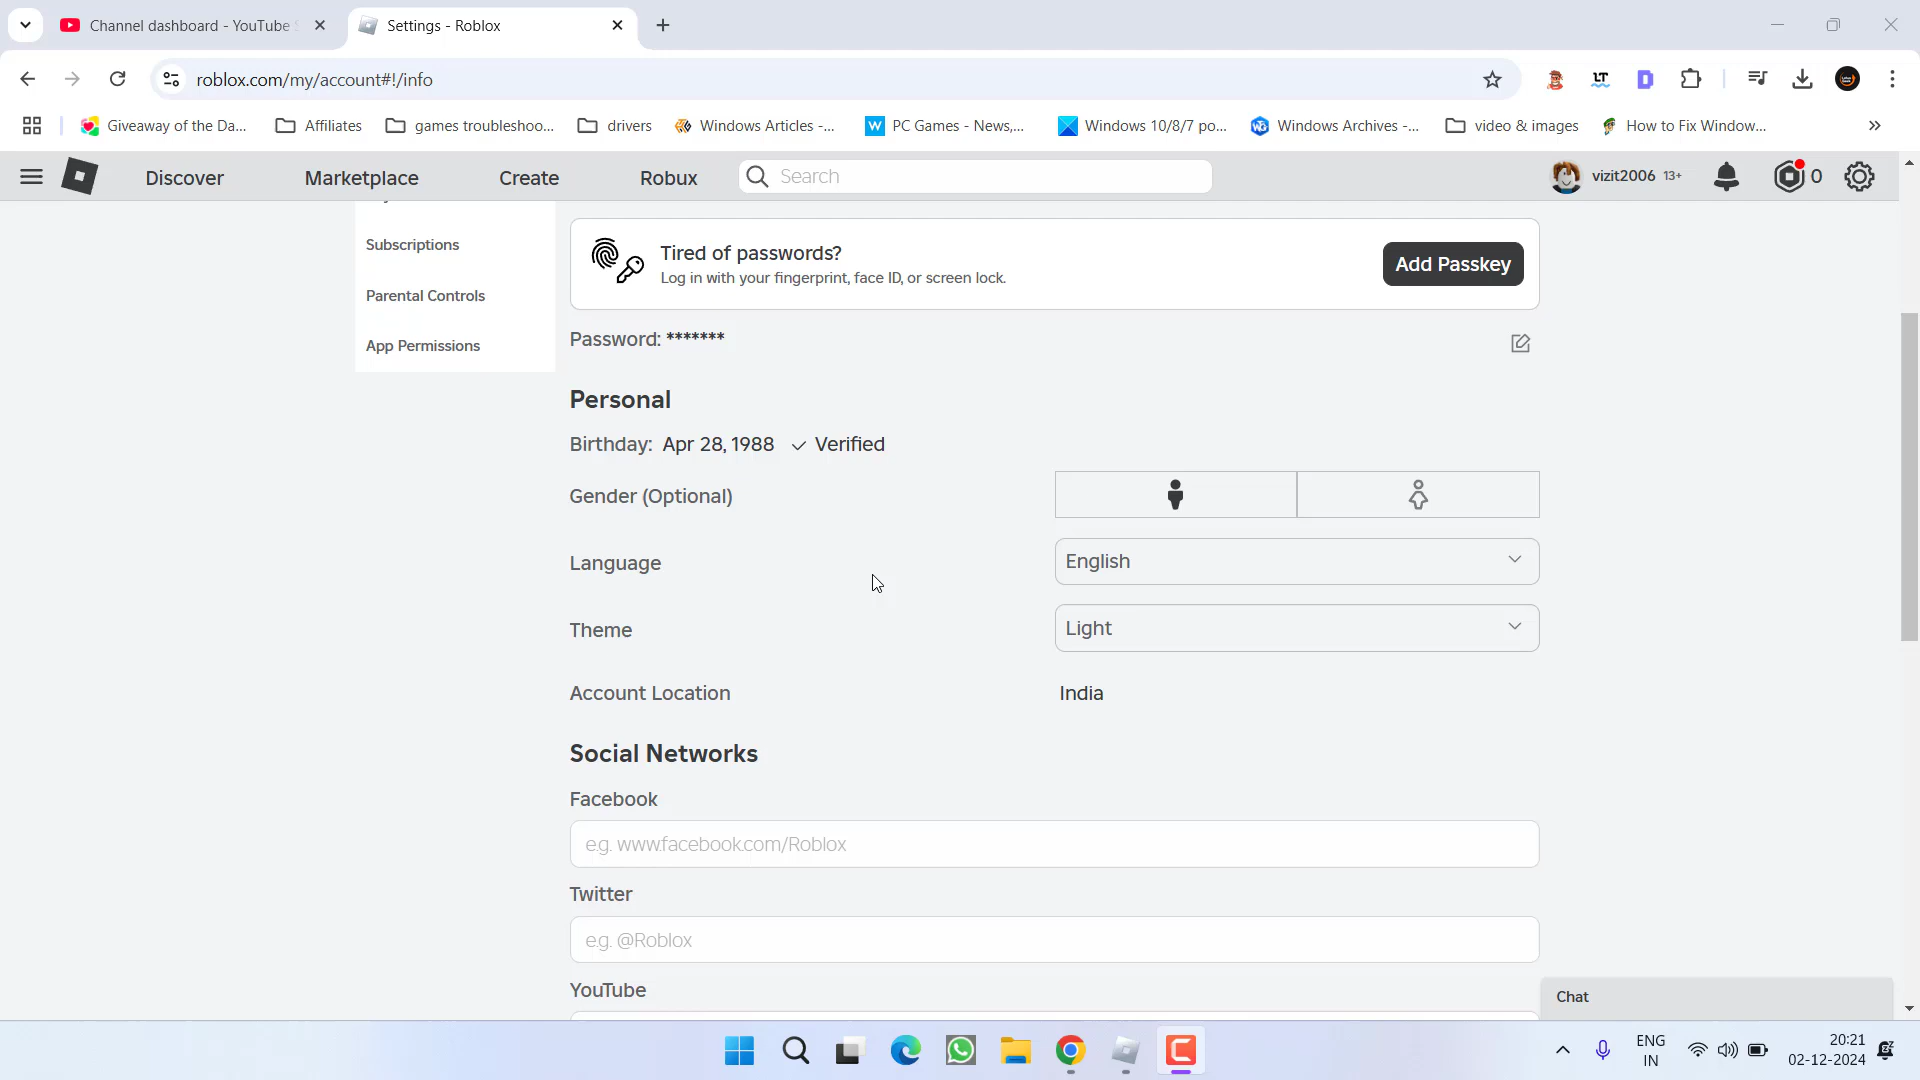 Channel dashboard - YouTube S
Settings - Roblox
roblox.com/my/account#!/info
Giveaway of the Da...
Affiliates
games troubleshoo...
drivers
Windows Articles -...
PC Games - News,...
Windows 10/8/7 po...
Windows Archives -...
video & images
How to Fix Window...
Discover
Marketplace
Create
Robux
Search
vizit2006 13+
0
Subscriptions
Parental Controls
App Permissions
Tired of passwords?
Log in with your fingerprint, face ID, or screen lock.
Add Passkey
Password: *******
Personal
Birthday: Apr 28, 1988 Verified
Gender (Optional)
Language
English
Theme
Light
Account Location
India
Social Networks
Facebook
e.g. www.facebook.com/Roblox
Twitter
e.g. @Roblox
YouTube
Chat
ENG
IN
20:21
02-12-2024